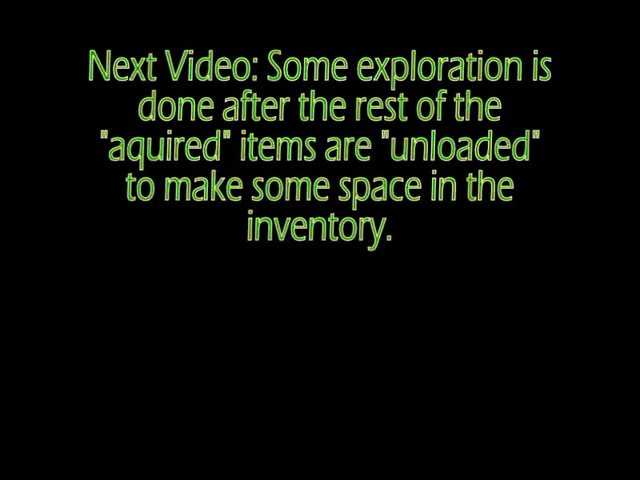 Next Video: Some exploration is
done after the rest of the
"aquired" items are "unloaded"
to make some space in the
inventory.